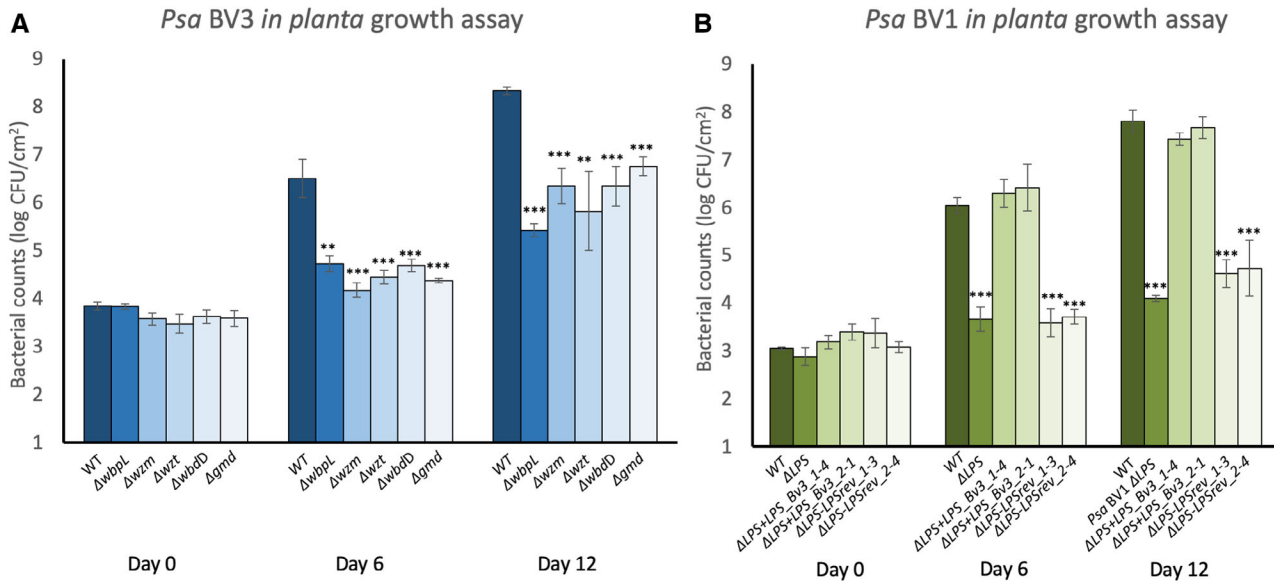 A
Psa BV3 in planta growth assay
Bacterial counts (log CFU/cm²)
9
8
7
6
5
4
3
2
1
** *** *** *** ***
*** *** ** *** ***
WT ΔwbpL Δwzm Δwzt ΔwbdD Δgmd
WT ΔwbpL Δwzm Δwzt ΔwbdD Δgmd
WT ΔwbpL Δwzm Δwzt ΔwbdD Δgmd
Day 0 Day 6 Day 12
B
Psa BV1 in planta growth assay
Bacterial counts (log CFU/cm²)
9
8
7
6
5
4
3
2
1
*** *** ***
*** *** ***
WT ΔLPS ΔLPS+LPS_Bv3_1-4 ΔLPS+LPS_Bv3_2-1 ΔLPS-LPSrev_1-3 ΔLPS-LPSrev_2-4
WT ΔLPS ΔLPS+LPS_Bv3_1-4 ΔLPS+LPS_Bv3_2-1 ΔLPS-LPSrev_1-3 ΔLPS-LPSrev_2-4
WT Psa BV1 ΔLPS ΔLPS+LPS_Bv3_1-4 ΔLPS+LPS_Bv3_2-1 ΔLPS-LPSrev_1-3 ΔLPS-LPSrev_2-4
Day 0 Day 6 Day 12